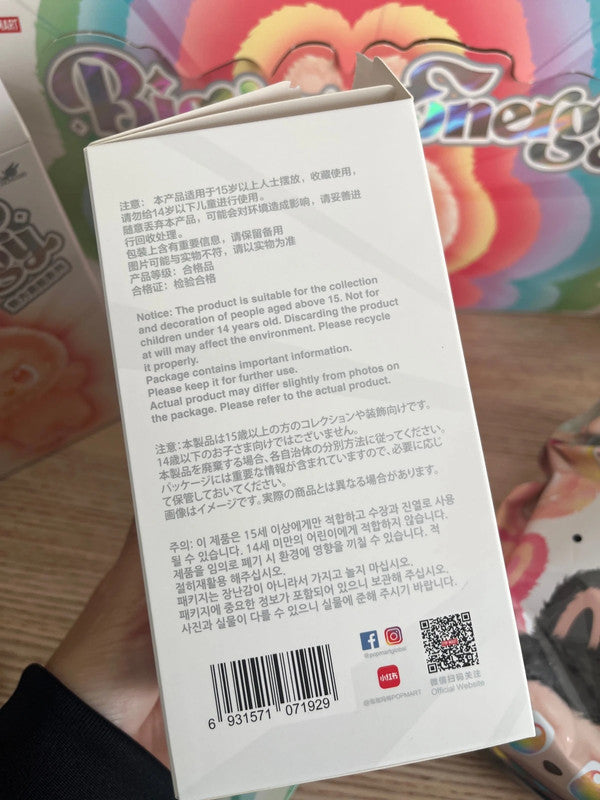 MART
Energy
注意：本产品适用于15岁以上人士摆放，收藏使用，
请勿给14岁以下儿童进行使用。
随意丢弃本产品，可能会对环境造成影响，请妥善进
行回收处理。
包装上含有重要信息，请保留备用
图片可能与实物不符，请以实物为准
产品等级：合格品
合格证：检验合格
Notice: The product is suitable for the collection
and decoration of people aged above 15. Not for
children under 14 years old. Discarding the product
at will may affect the environment. Please recycle
it properly.
Package contains important information.
Please keep it for further use.
Actual product may differ slightly from photos on
the package. Please refer to the actual product.
注意：本製品は15歳以上の方のコレクションや装飾向けです。
14歳以下のお子さま向けではございません。
本製品を廃棄する場合、各自治体の分別方法に従ってください。
パッケージには重要な情報が含まれていますので、必要に応じ
て保管しておいてください。
画像はイメージです。実際の商品とは異なる場合があります。
주의: 이 제품은 15세 이상에게만 적합하고 수장과 진열로 사용
될 수 있습니다. 14세 미만의 어린이에게 적합하지 않습니다. 적
제품을 임의로 폐기 시 환경에 영향을 끼칠 수 있습니다.
절히재활용 해주십시오.
패키지는 장난감이 아니라서 가지고 놀지 마십시오.
패키지에 중요한 정보가 포함되어 있으니 보관해 주십시오.
사진과 실물이 다를 수 있으니 실물에 준해 주시기 바랍니다.
@popmartglobal
小红书
@泡泡玛特POPMART
微信扫码关注
Official Website
6 931571 071929